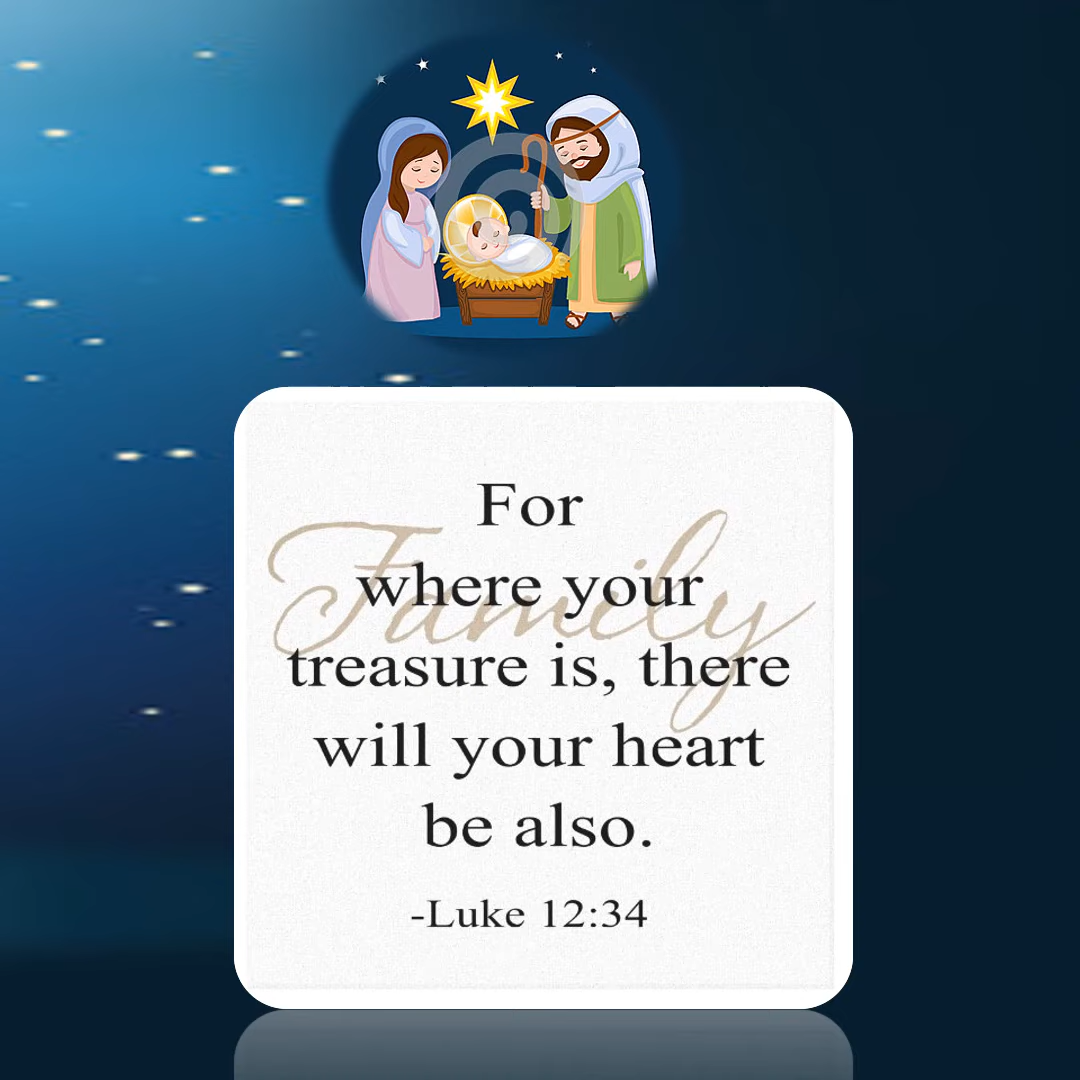 For
Family
where your
treasure is, there
will your heart
be also.
-Luke 12:34